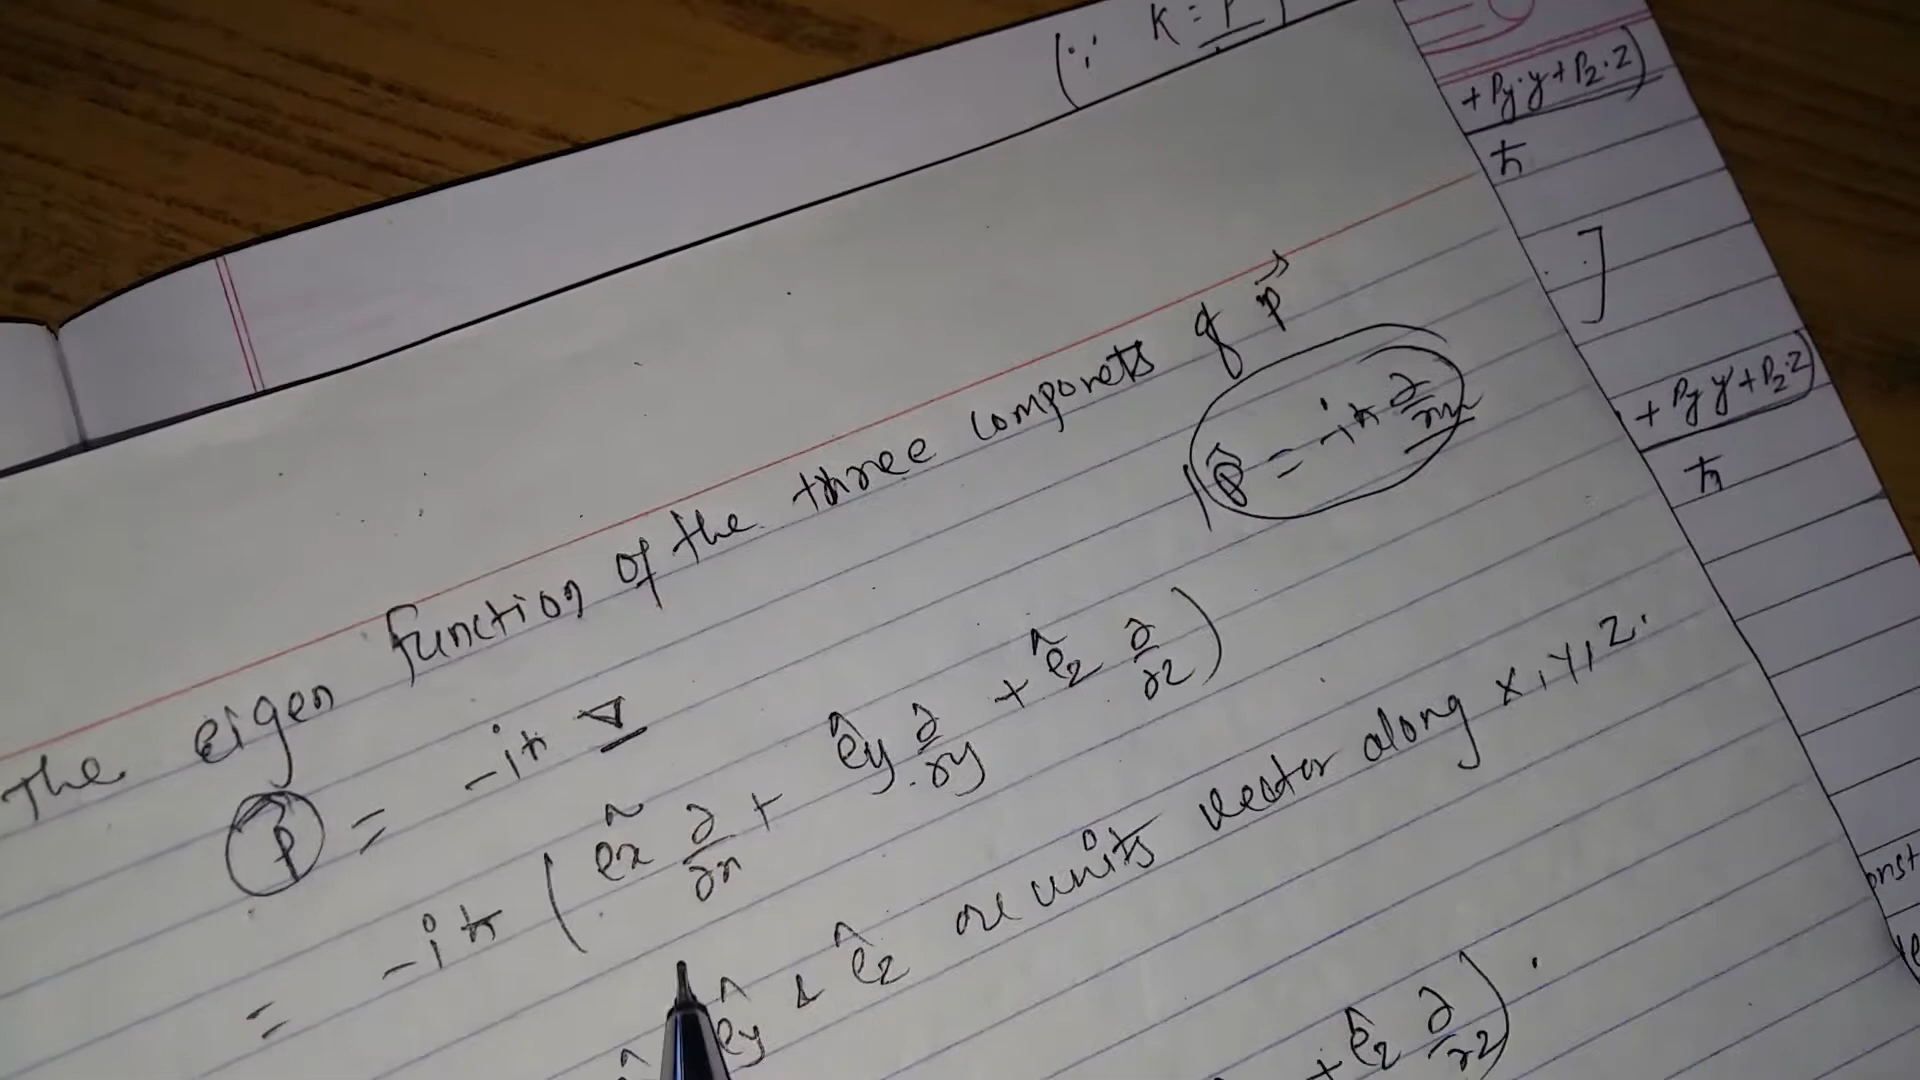 (∵ K = P
+ Py·y + Pz·z)
ħ
]
+ Py y + Pz z)
ħ
The eigen function of the three componets of p⃗
p̂ = -iħ ∂/∂x
p̂ = -iħ ∇
= -iħ (êx ∂/∂x + êy ∂/∂y + êz ∂/∂z)
êy & êz are units vector along x, y, z.
+ êz ∂/∂z).
onst